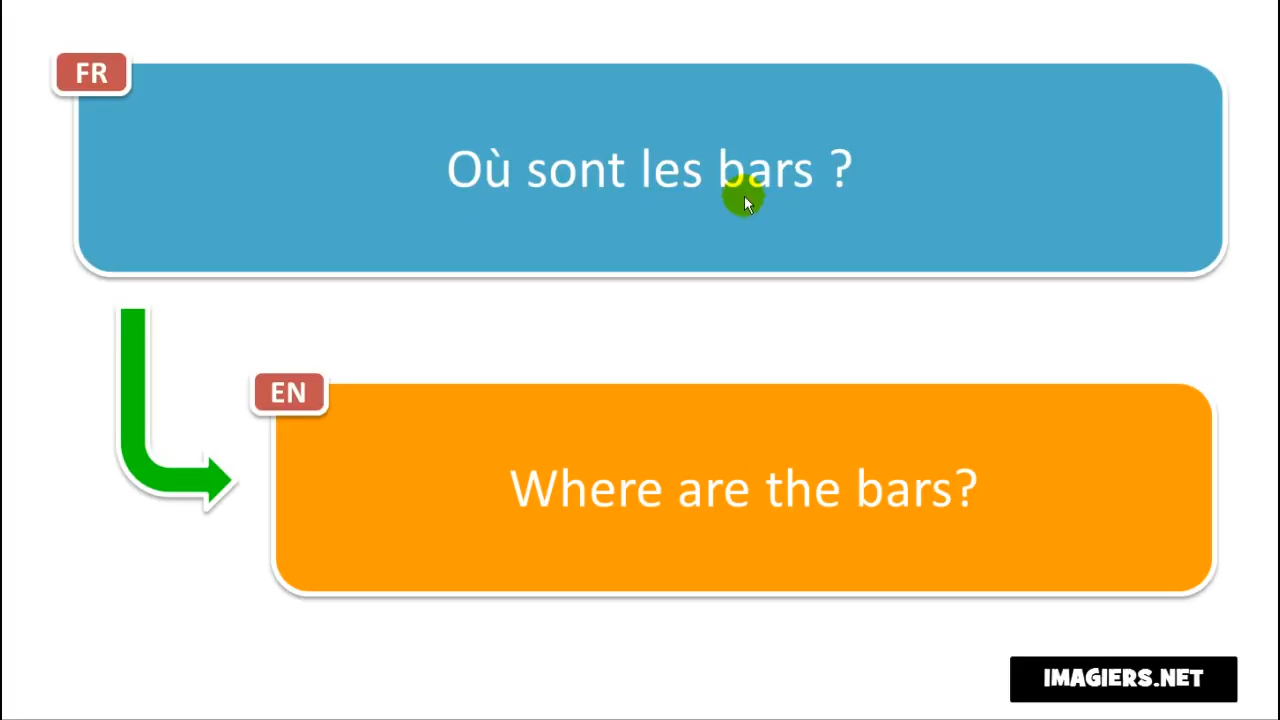 FR
Où sont les bars ?
EN
Where are the bars?
IMAGIERS.NET